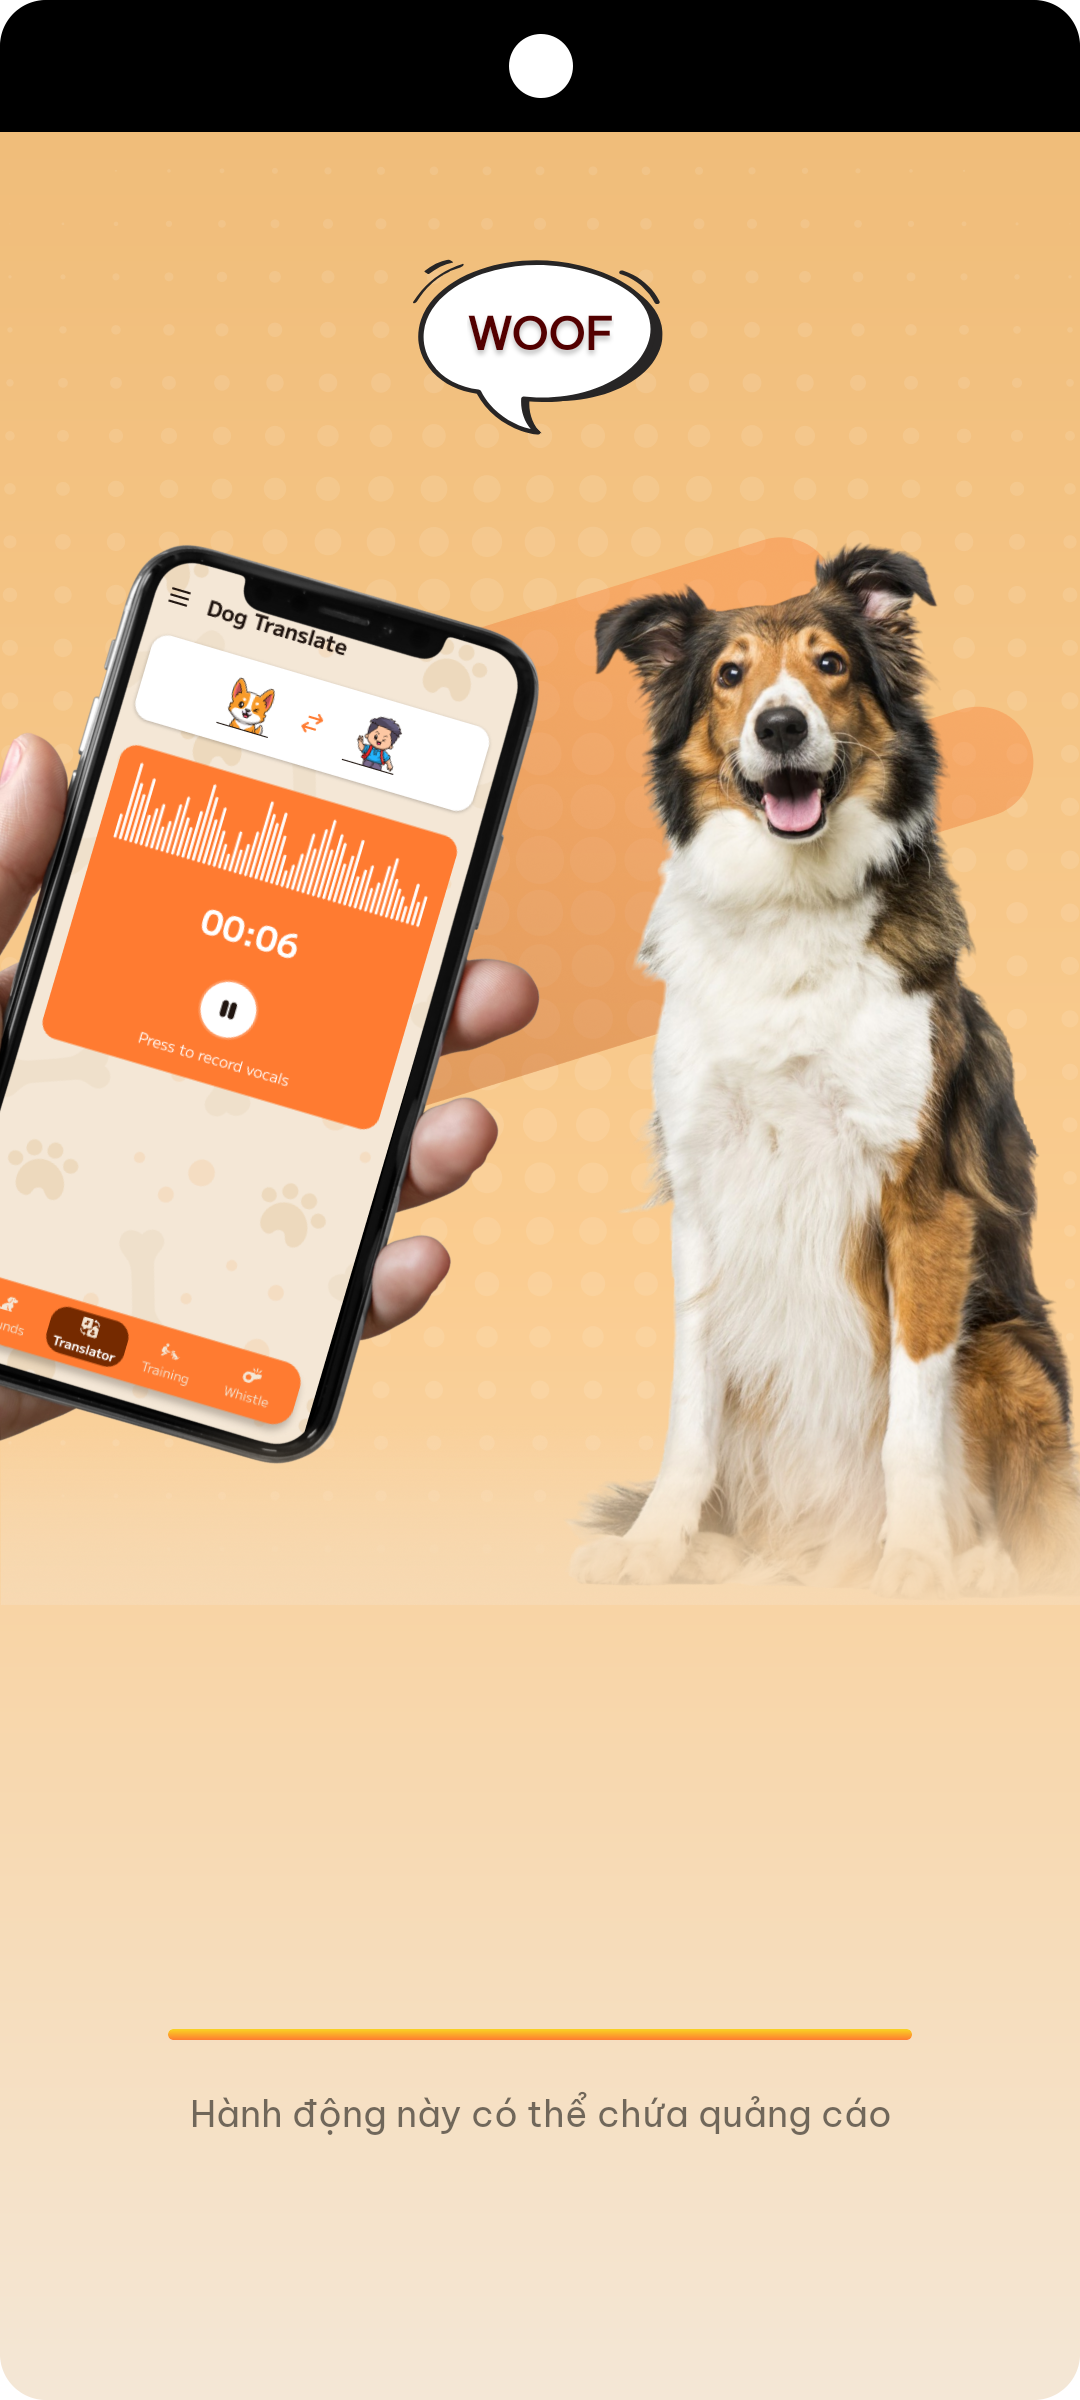 WOOF
Dog Translate
00:06
Press to record vocals
Translator
Training
Whistle
Hành động này có thể chứa quảng cáo